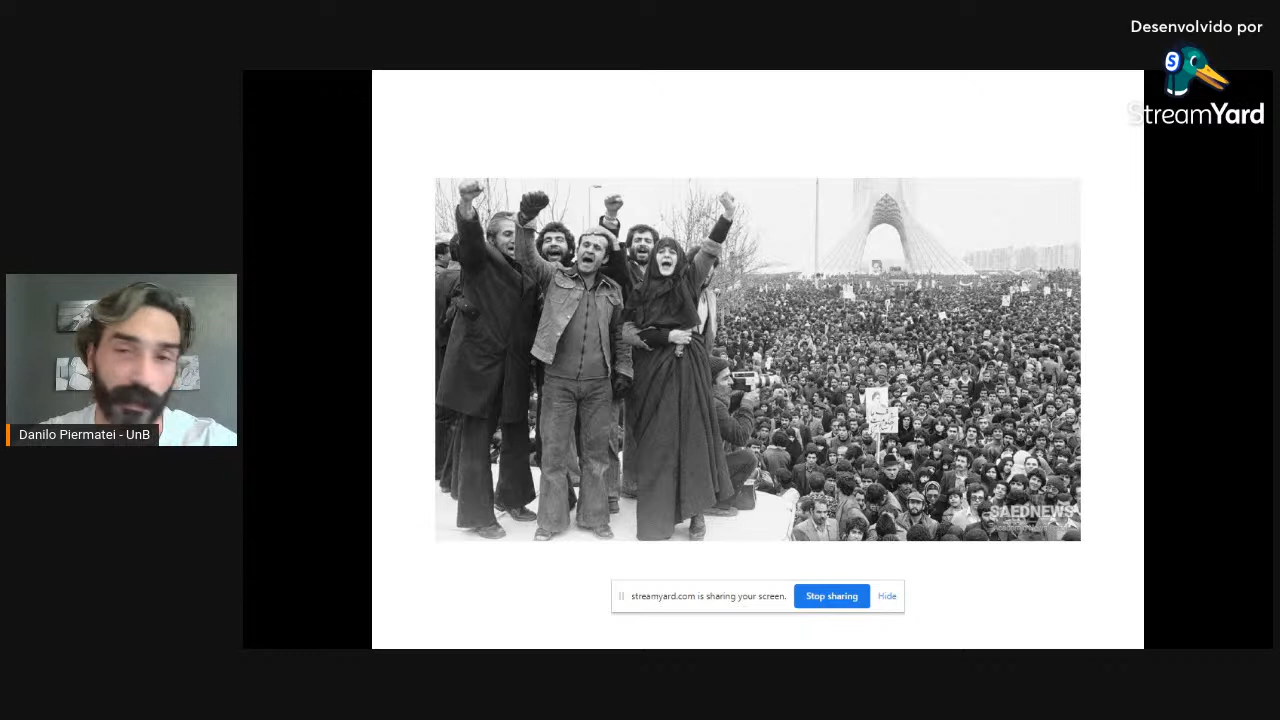 Desenvolvido por
StreamYard
Danilo Piermatei - UnB
SAEDNEWS
streamyard.com is sharing your screen.
Stop sharing
Hide